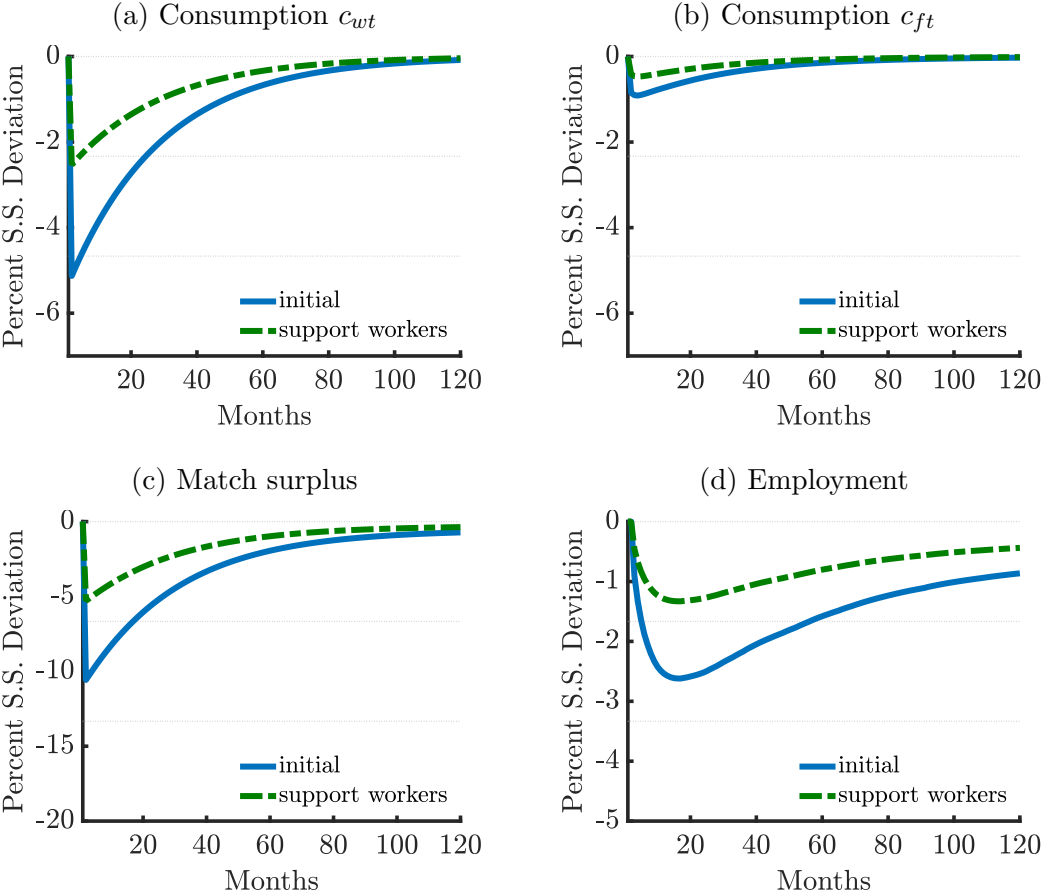 (a) Consumption c_wt
Percent S.S. Deviation
0
-2
-4
-6
initial
support workers
20 40 60 80 100 120
Months
(b) Consumption c_ft
Percent S.S. Deviation
0
-2
-4
-6
initial
support workers
20 40 60 80 100 120
Months
(c) Match surplus
Percent S.S. Deviation
0
-5
-10
-15
-20
initial
support workers
20 40 60 80 100 120
Months
(d) Employment
Percent S.S. Deviation
0
-1
-2
-3
-4
-5
initial
support workers
20 40 60 80 100 120
Months